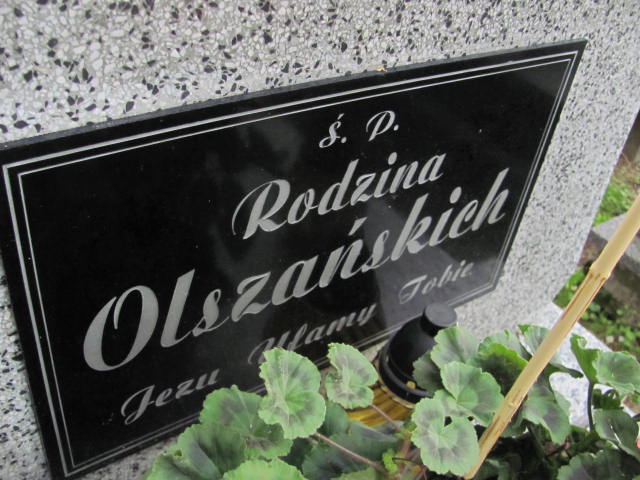 Ś. P.
Rodzina
Olszańskich
Jezu Ufamy Tobie